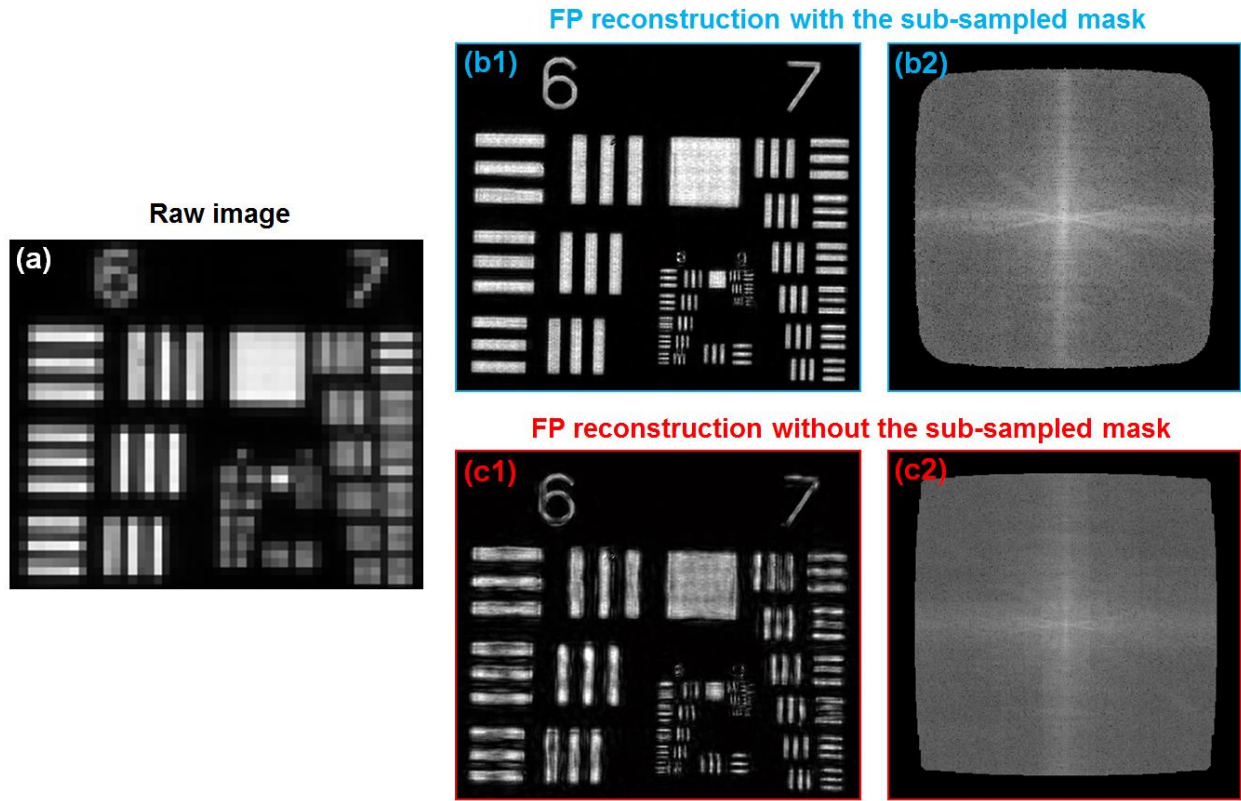 FP reconstruction with the sub-sampled mask
(b1)
(b2)
6 7
Raw image
(a)
6 7
FP reconstruction without the sub-sampled mask
(c1)
(c2)
6 7